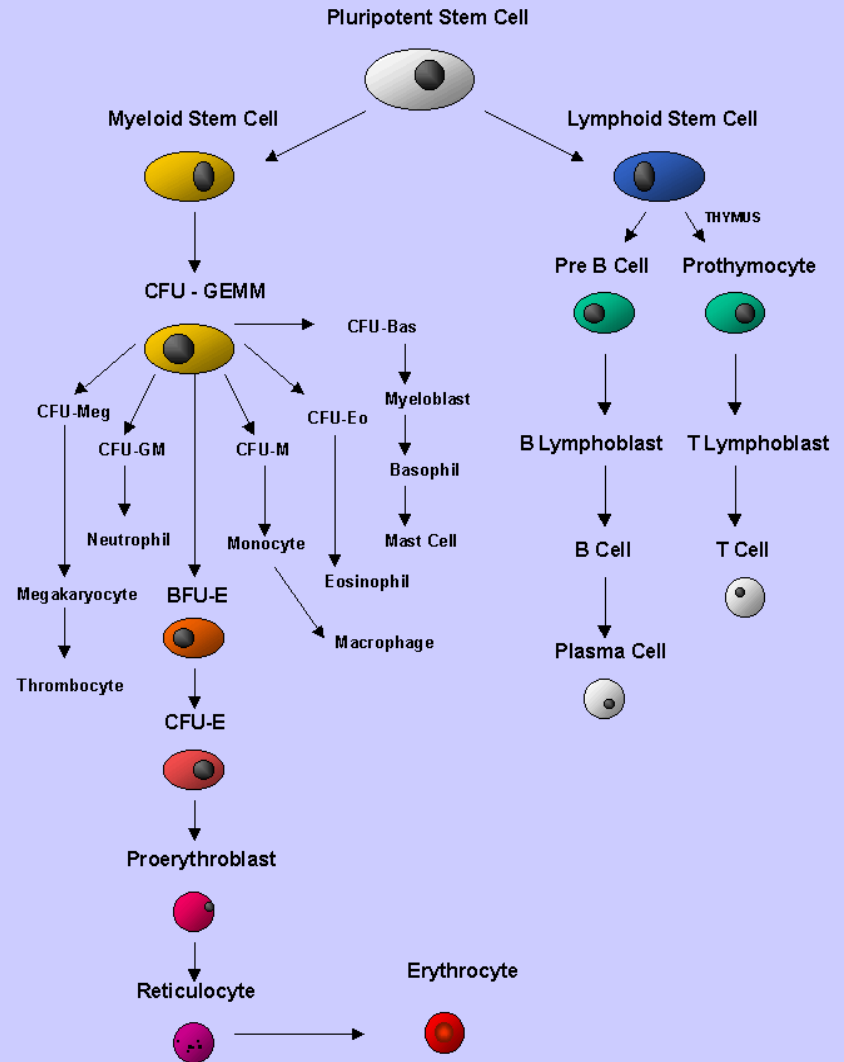 Pluripotent Stem Cell
Myeloid Stem Cell
Lymphoid Stem Cell
THYMUS
Pre B Cell
Prothymocyte
CFU - GEMM
CFU-Bas
CFU-Meg
CFU-GM
CFU-M
CFU-Eo
Myeloblast
B Lymphoblast
T Lymphoblast
Basophil
Neutrophil
Monocyte
Mast Cell
B Cell
T Cell
Megakaryocyte
BFU-E
Eosinophil
Macrophage
Plasma Cell
Thrombocyte
CFU-E
Proerythroblast
Reticulocyte
Erythrocyte